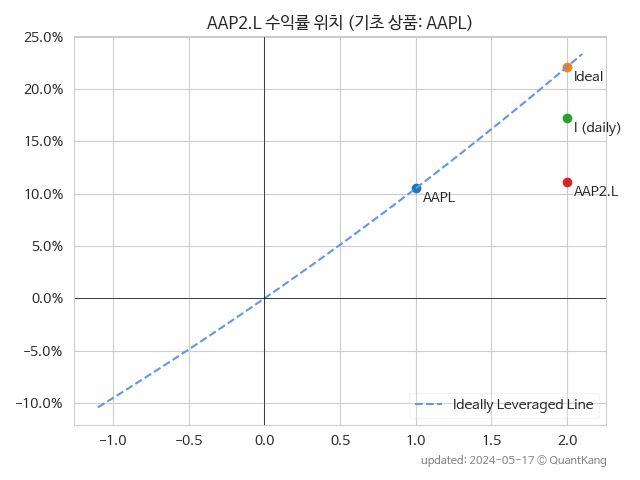 AAP2.L 수익률 위치 (기초 상품: AAPL)
25.0%
20.0%
15.0%
10.0%
5.0%
0.0%
−5.0%
−10.0%
Ideal
I (daily)
AAP2.L
AAPL
Ideally Leveraged Line
−1.0
−0.5
0.0
0.5
1.0
1.5
2.0
updated: 2024-05-17 © QuantKang